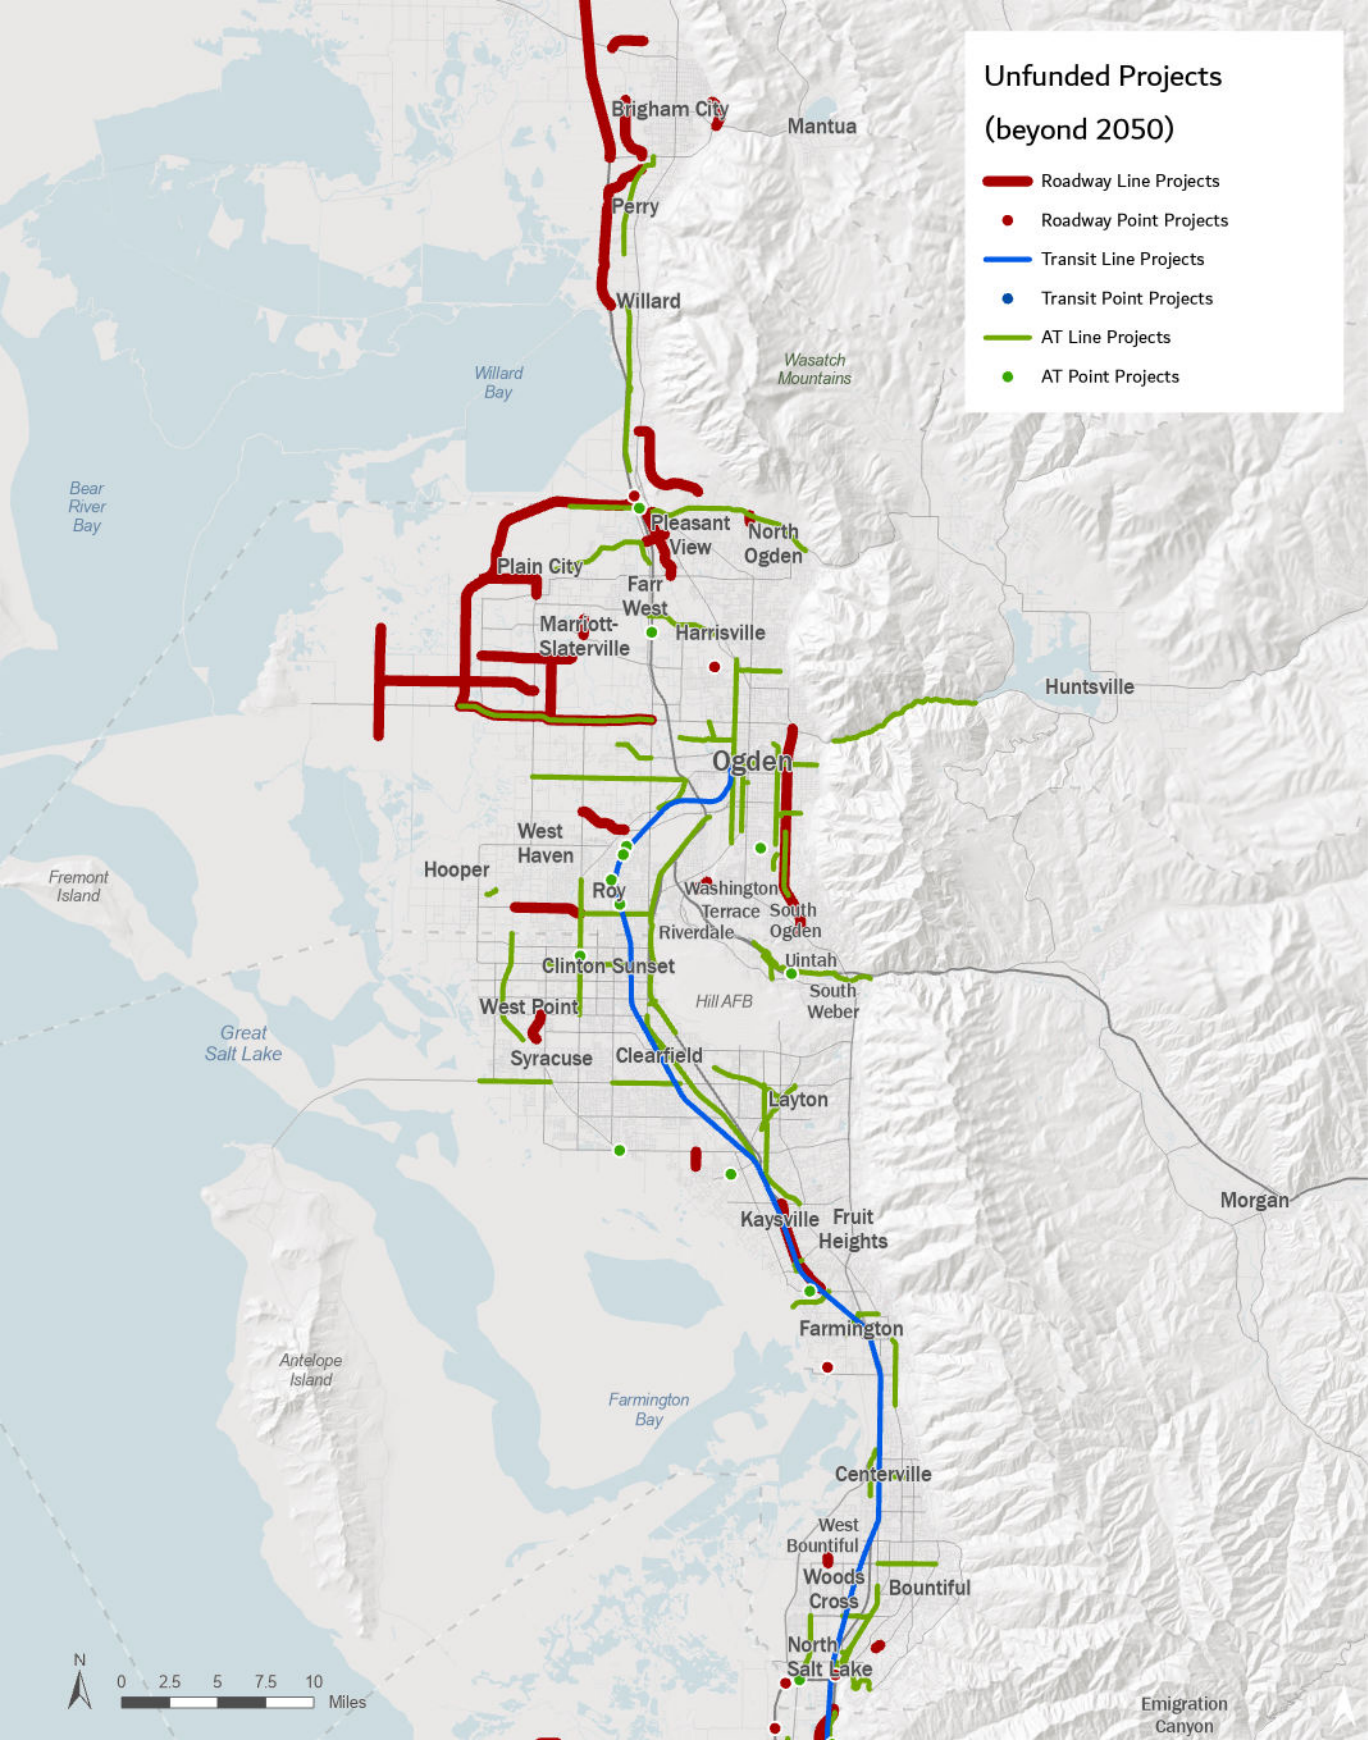 Unfunded Projects
(beyond 2050)
Roadway Line Projects
Roadway Point Projects
Transit Line Projects
Transit Point Projects
AT Line Projects
AT Point Projects
Brigham City
Mantua
Perry
Willard
Wasatch
Mountains
Willard
Bay
Bear
River
Bay
Pleasant
View
North
Ogden
Plain City
Farr
West
Marriott-
Slaterville
Harrisville
Huntsville
Ogden
West
Haven
Hooper
Fremont
Island
Roy
Washington
Terrace
South
Ogden
Riverdale
Uintah
Clinton
Sunset
South
Weber
Hill AFB
West Point
Great
Salt Lake
Syracuse
Clearfield
Layton
Morgan
Kaysville
Fruit
Heights
Farmington
Antelope
Island
Farmington
Bay
Centerville
West
Bountiful
Woods
Cross
Bountiful
North
Salt Lake
N
0 2.5 5 7.5 10
Miles
Emigration
Canyon